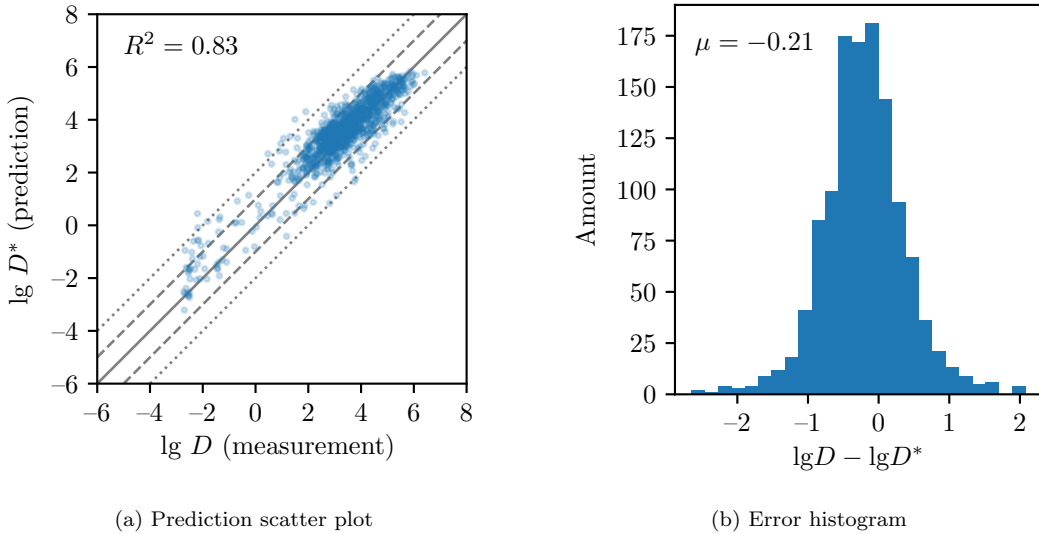 R² = 0.83
8
6
4
2
0
−2
−4
−6
−6 −4 −2 0 2 4 6 8
lg D* (prediction)
lg D (measurement)
(a) Prediction scatter plot
μ = −0.21
175
150
125
100
75
50
25
0
−2 −1 0 1 2
Amount
lgD − lgD*
(b) Error histogram